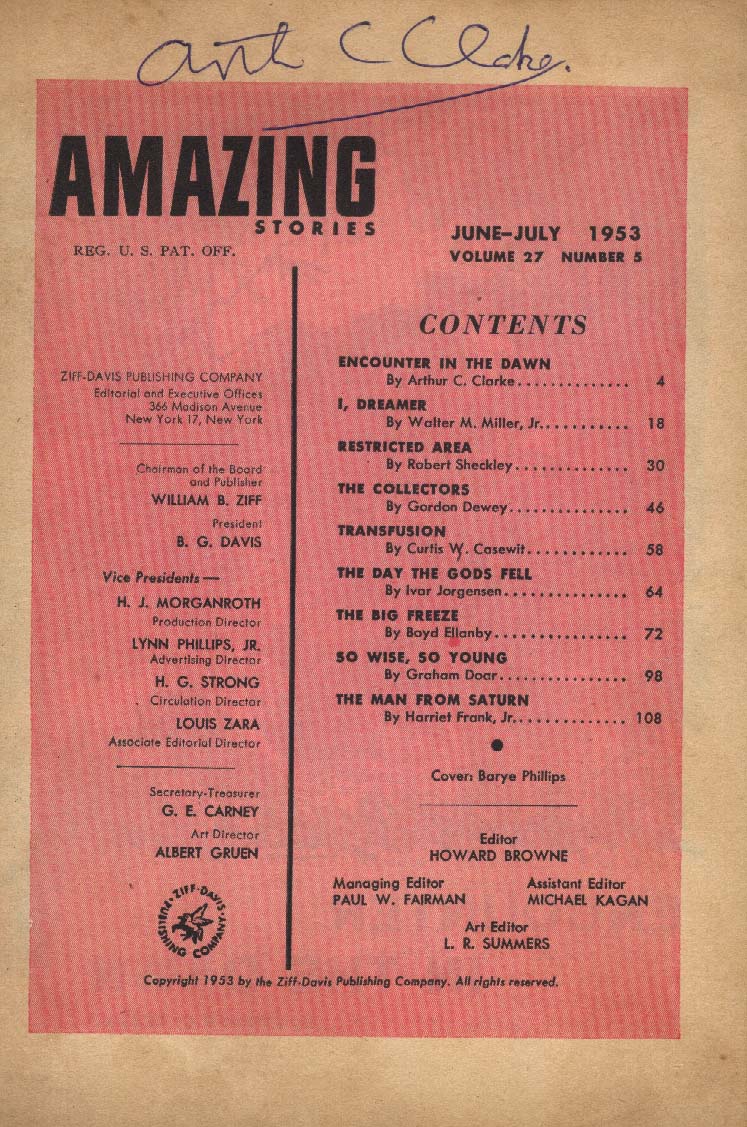 Arthur C Clarke.
AMAZING
STORIES
REG. U. S. PAT. OFF.
JUNE–JULY 1953
VOLUME 27 NUMBER 5
ZIFF-DAVIS PUBLISHING COMPANY
Editorial and Executive Offices
366 Madison Avenue
New York 17, New York
Chairman of the Board
and Publisher
WILLIAM B. ZIFF
President
B. G. DAVIS
Vice Presidents—
H. J. MORGANROTH
Production Director
LYNN PHILLIPS, JR.
Advertising Director
H. G. STRONG
Circulation Director
LOUIS ZARA
Associate Editorial Director
Secretary-Treasurer
G. E. CARNEY
Art Director
ALBERT GRUEN
ZIFF-DAVIS PUBLISHING COMPANY
CONTENTS
ENCOUNTER IN THE DAWN
By Arthur C. Clarke.............. 4
I, DREAMER
By Walter M. Miller, Jr........... 18
RESTRICTED AREA
By Robert Sheckley.............. 30
THE COLLECTORS
By Gordon Dewey............... 46
TRANSFUSION
By Curtis W. Casewit............ 58
THE DAY THE GODS FELL
By Ivar Jorgensen............... 64
THE BIG FREEZE
By Boyd Ellanby................. 72
SO WISE, SO YOUNG
By Graham Doar................ 98
THE MAN FROM SATURN
By Harriet Frank, Jr.............. 108
Cover: Barye Phillips
Editor
HOWARD BROWNE
Managing Editor Assistant Editor
PAUL W. FAIRMAN MICHAEL KAGAN
Art Editor
L. R. SUMMERS
Copyright 1953 by the Ziff-Davis Publishing Company. All rights reserved.